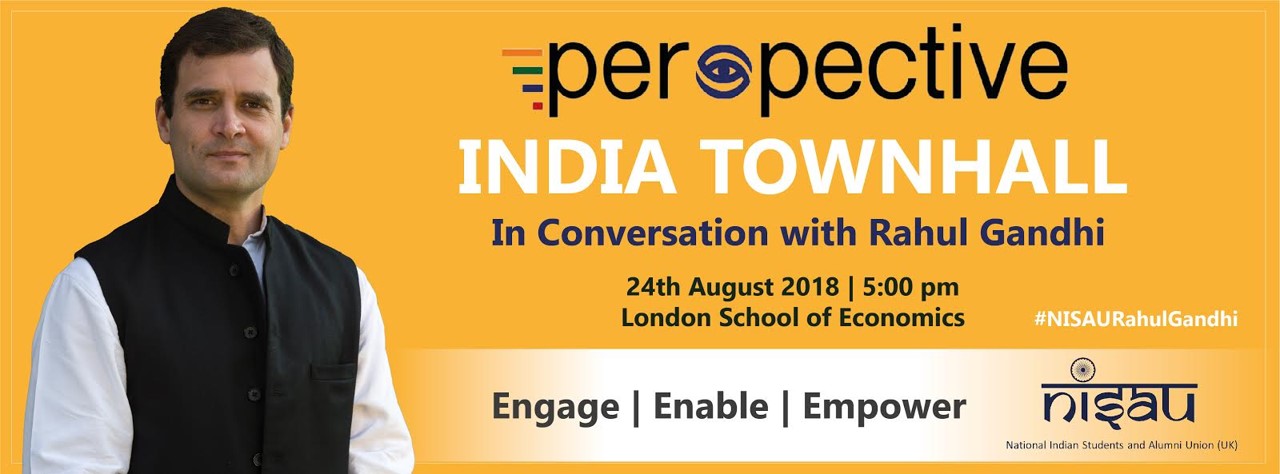 perspective
INDIA TOWNHALL
In Conversation with Rahul Gandhi
24th August 2018 | 5:00 pm
London School of Economics
#NISAURahulGandhi
Engage | Enable | Empower
nisau
National Indian Students and Alumni Union (UK)